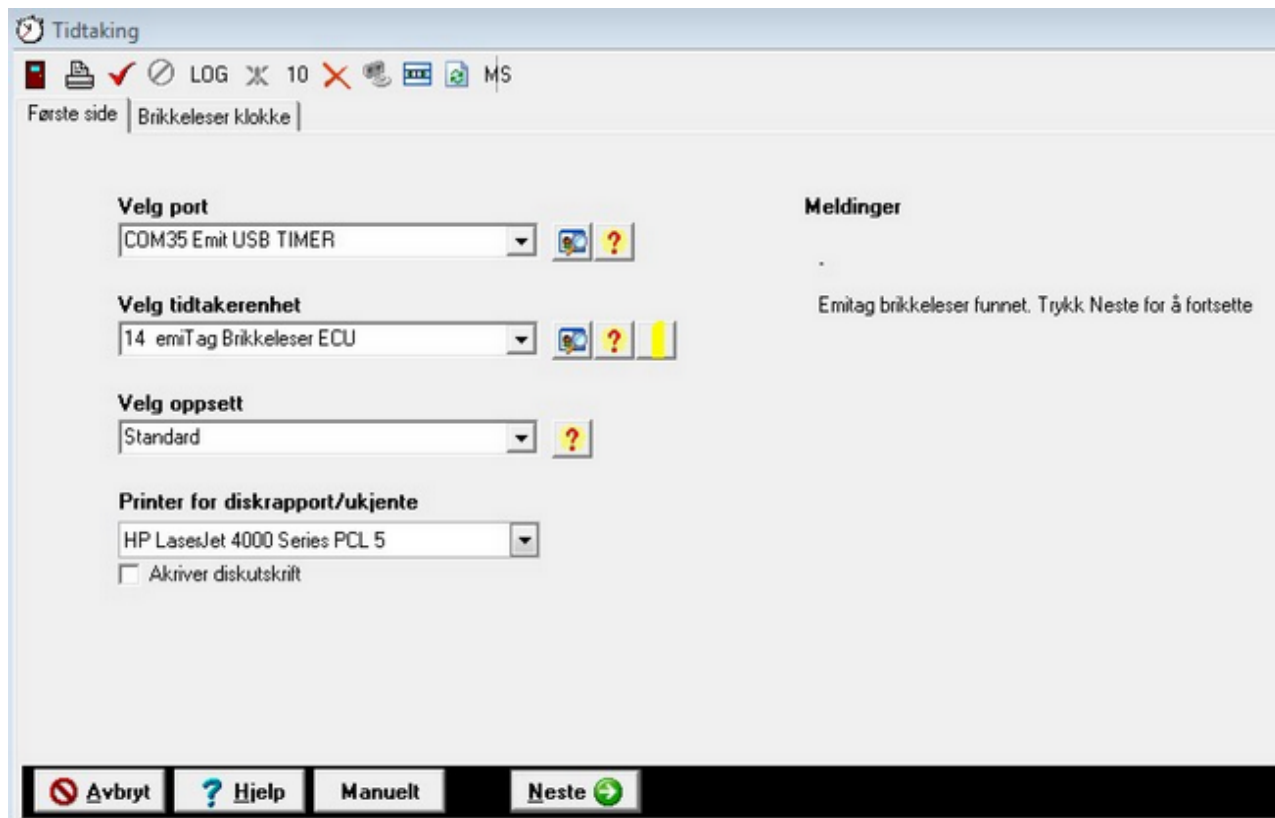 Tidtaking
LOG 10 MS
Første side Brikkeleser klokke
Velg port
COM35 Emit USB TIMER
Velg tidtakerenhet
14 emiTag Brikkeleser ECU
Velg oppsett
Standard
Printer for diskrapport/ukjente
HP LaserJet 4000 Series PCL 5
Akriver diskutskrift
Meldinger
.
Emitag brikkeleser funnet. Trykk Neste for å fortsette
Avbryt Hjelp Manuelt Neste